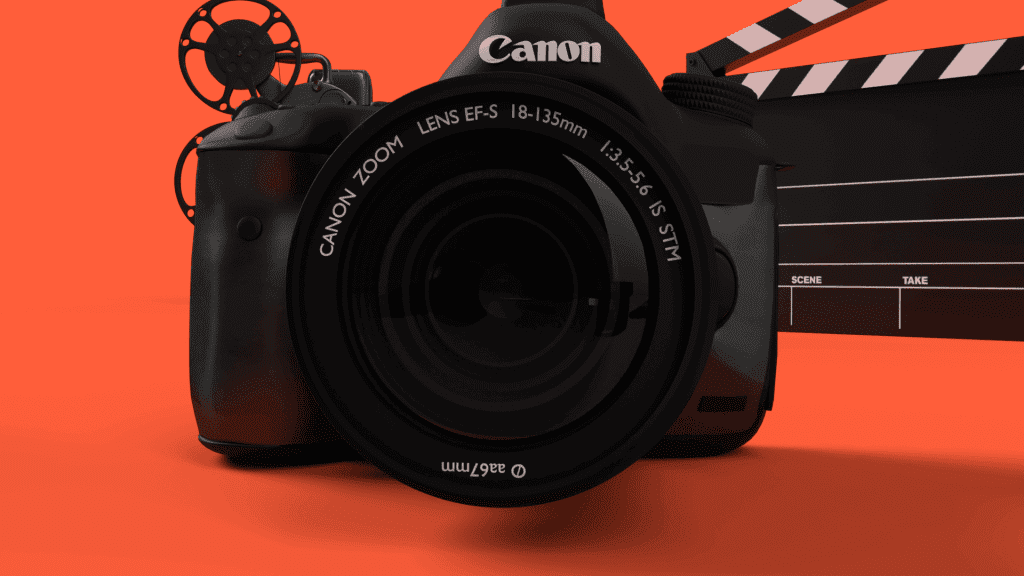 Canon
CANON ZOOM LENS EF-S 18-135mm 1:3.5-5.6 IS STM
SCENE TAKE
Φ aa67mm